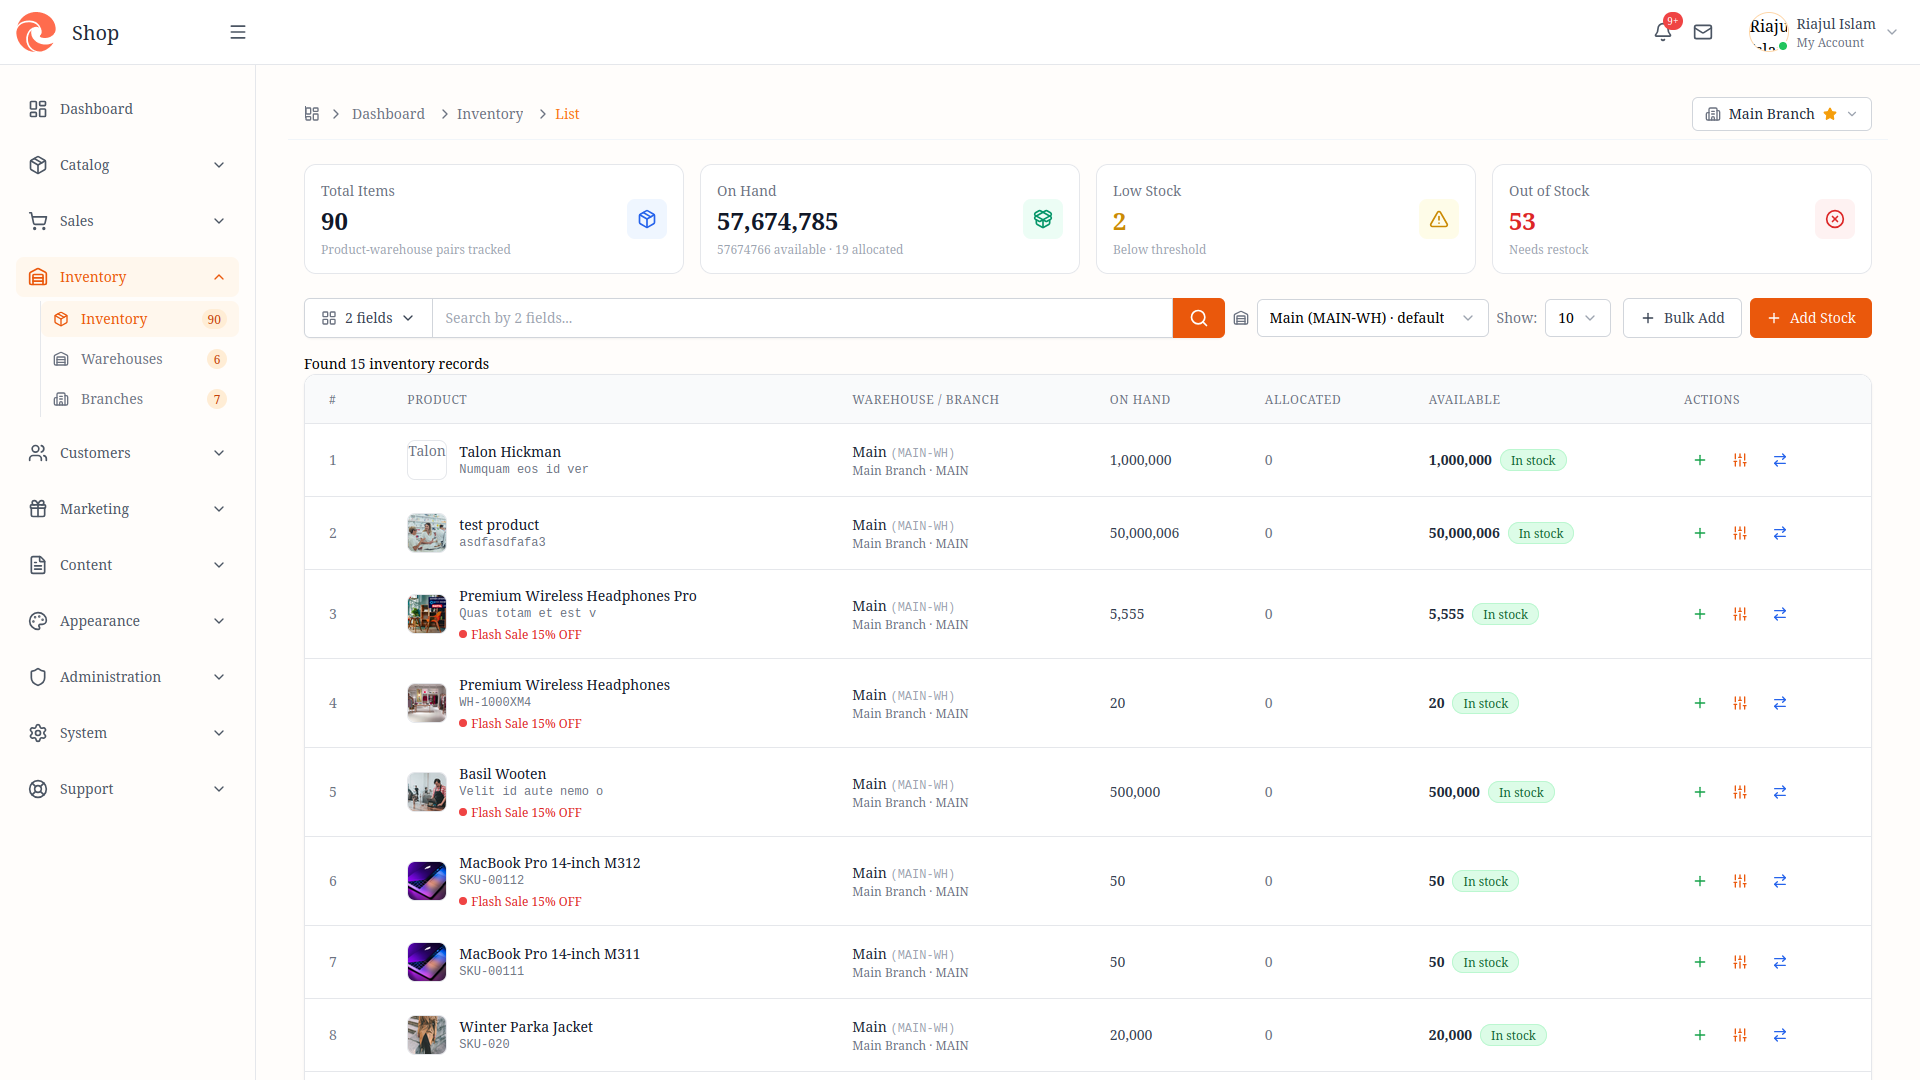 Shop
9+
Riaju
Isla
Riajul Islam
My Account
Dashboard
Catalog
Sales
Inventory
Inventory 90
Warehouses 6
Branches 7
Customers
Marketing
Content
Appearance
Administration
System
Support
Dashboard Inventory List
Main Branch
Total Items
90
Product-warehouse pairs tracked
On Hand
57,674,785
57674766 available · 19 allocated
Low Stock
2
Below threshold
Out of Stock
53
Needs restock
2 fields Search by 2 fields... Main (MAIN-WH) · default Show: 10 Bulk Add Add Stock
Found 15 inventory records
# PRODUCT WAREHOUSE / BRANCH ON HAND ALLOCATED AVAILABLE ACTIONS
1 Talon Talon Hickman Main (MAIN-WH) 1,000,000 0 1,000,000 In stock
Numquam eos id ver Main Branch · MAIN
2 test product Main (MAIN-WH) 50,000,006 0 50,000,006 In stock
asdfasdfafa3 Main Branch · MAIN
3 Premium Wireless Headphones Pro Main (MAIN-WH) 5,555 0 5,555 In stock
Quas totam et est v Main Branch · MAIN
Flash Sale 15% OFF
4 Premium Wireless Headphones Main (MAIN-WH) 20 0 20 In stock
WH-1000XM4 Main Branch · MAIN
Flash Sale 15% OFF
5 Basil Wooten Main (MAIN-WH) 500,000 0 500,000 In stock
Velit id aute nemo o Main Branch · MAIN
Flash Sale 15% OFF
6 MacBook Pro 14-inch M312 Main (MAIN-WH) 50 0 50 In stock
SKU-00112 Main Branch · MAIN
Flash Sale 15% OFF
7 MacBook Pro 14-inch M311 Main (MAIN-WH) 50 0 50 In stock
SKU-00111 Main Branch · MAIN
8 Winter Parka Jacket Main (MAIN-WH) 20,000 0 20,000 In stock
SKU-020 Main Branch · MAIN